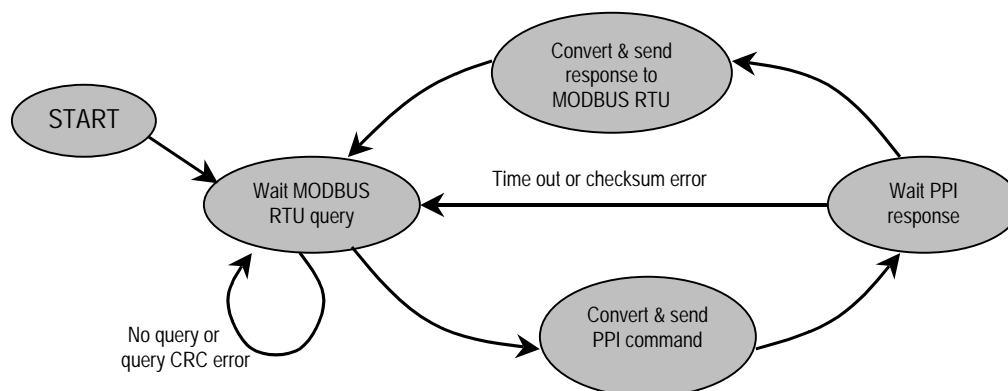 Convert & send
response to
MODBUS RTU
START
Wait MODBUS
RTU query
Time out or checksum error
Wait PPI
response
Convert & send
PPI command
No query or
query CRC error